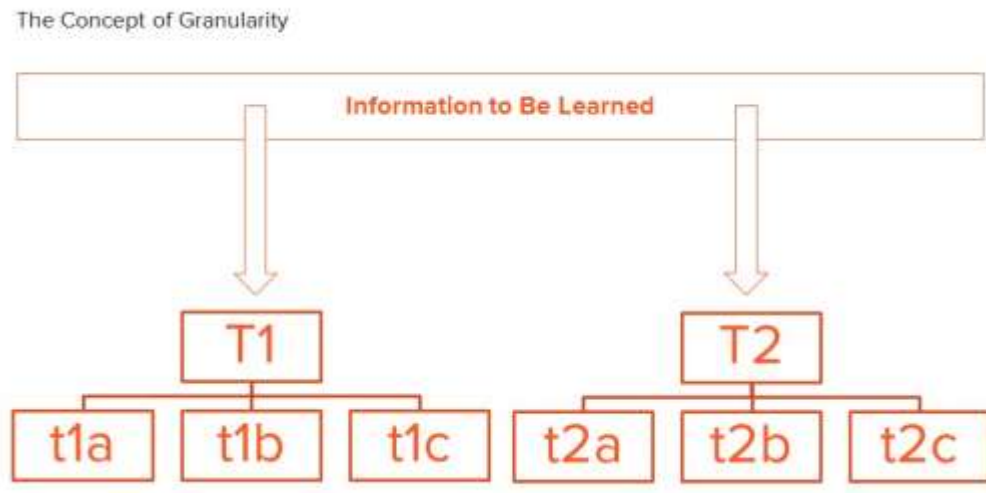 The Concept of Granularity
Information to Be Learned
T1
T2
t1a
t1b
t1c
t2a
t2b
t2c